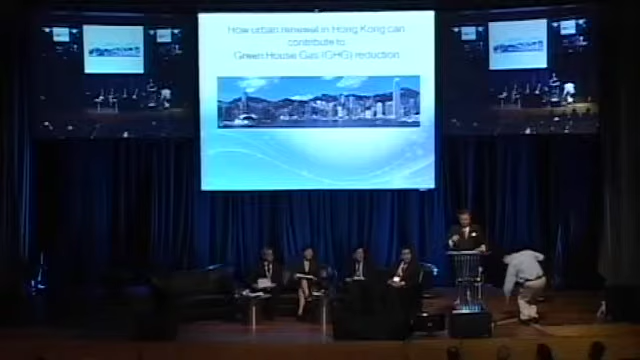 How urban renewal in Hong Kong can
contribute to
Green House Gas (GHG) reduction